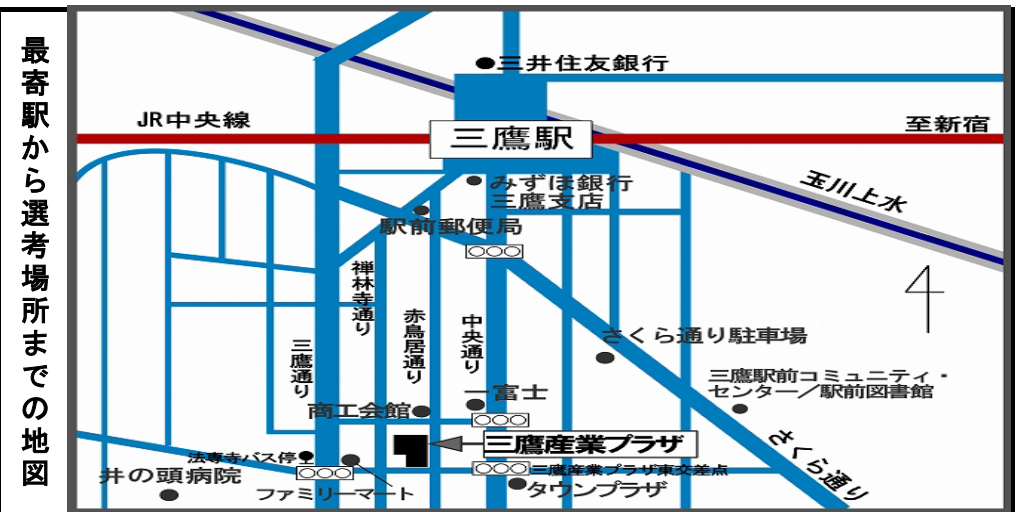 最寄駅から選考場所までの地図
三井住友銀行
JR中央線
至新宿
三鷹駅
玉川上水
みずほ銀行
三鷹支店
駅前郵便局
禅林寺通り
赤鳥居通り
中央通り
三鷹通り
さくら通り駐車場
三鷹駅前コミュニティ・
センター/駅前図書館
一富士
商工会館
三鷹産業プラザ
さくら通り
法専寺バス停
三鷹産業プラザ東交差点
井の頭病院
ファミリーマート
タウンプラザ